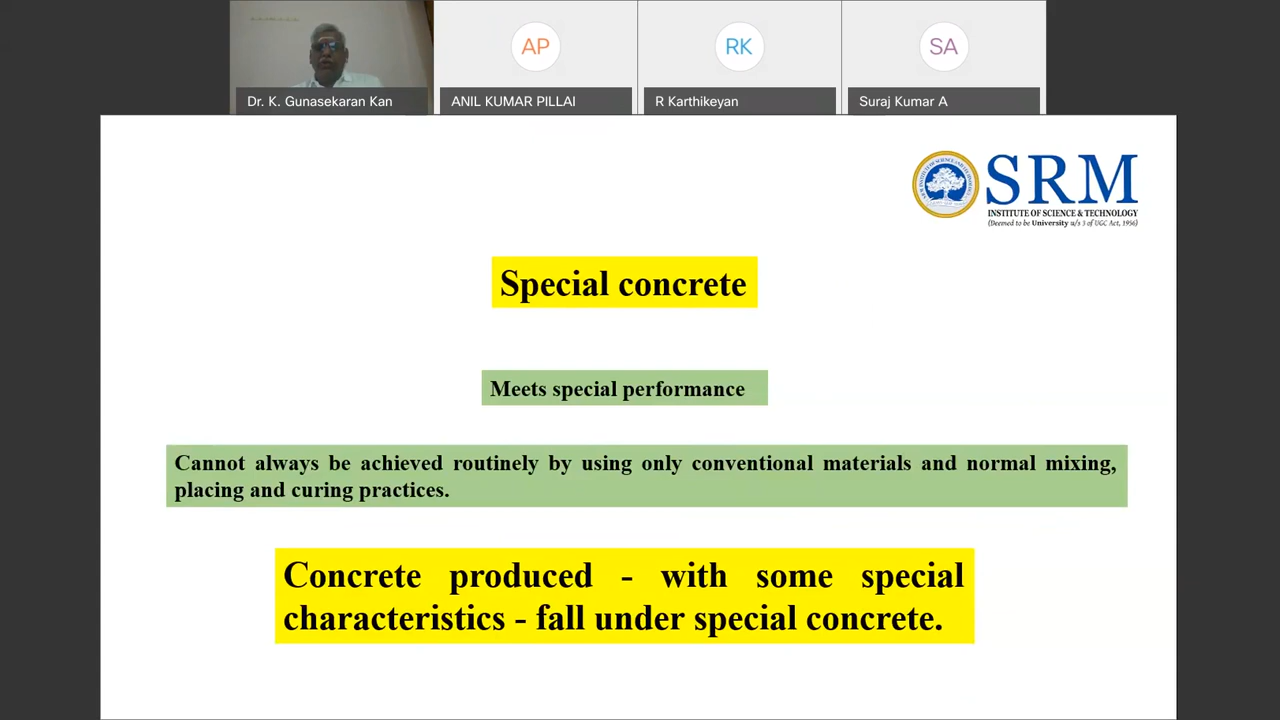 AP
RK
SA
Dr. K. Gunasekaran Kan
ANIL KUMAR PILLAI
R Karthikeyan
Suraj Kumar A
SRM
INSTITUTE OF SCIENCE & TECHNOLOGY
(Deemed to be University u/s 3 of UGC Act, 1956)
Special concrete
Meets special performance
Cannot always be achieved routinely by using only conventional materials and normal mixing,
placing and curing practices.
Concrete produced - with some special
characteristics - fall under special concrete.